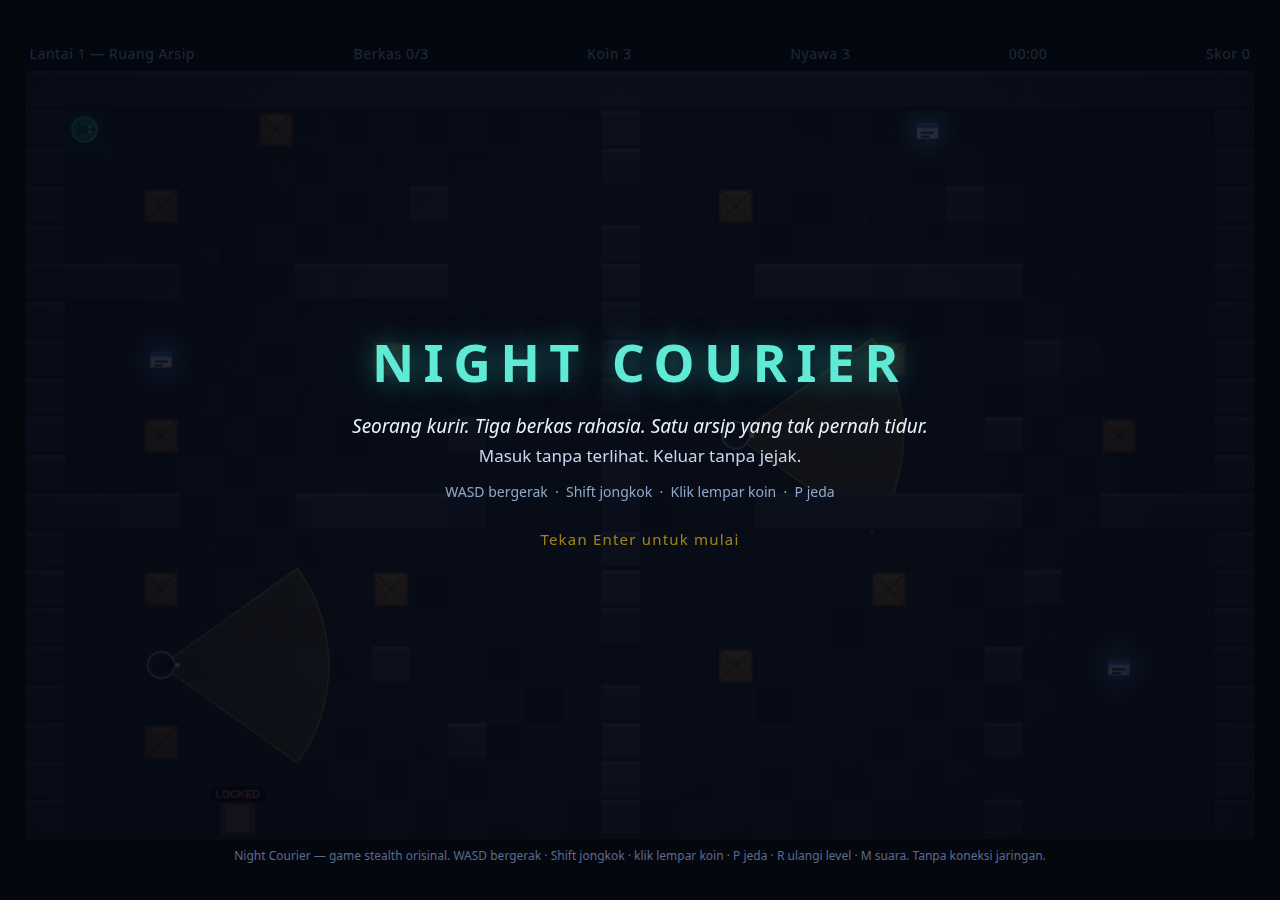 Lantai 1 — Ruang Arsip Berkas 0/3 Koin 3 Nyawa 3 00:00 Skor 0
NIGHT COURIER
Seorang kurir. Tiga berkas rahasia. Satu arsip yang tak pernah tidur.
Masuk tanpa terlihat. Keluar tanpa jejak.
WASD bergerak · Shift jongkok · Klik lempar koin · P jeda
Tekan Enter untuk mulai
LOCKED
Night Courier — game stealth orisinal. WASD bergerak · Shift jongkok · klik lempar koin · P jeda · R ulangi level · M suara. Tanpa koneksi jaringan.